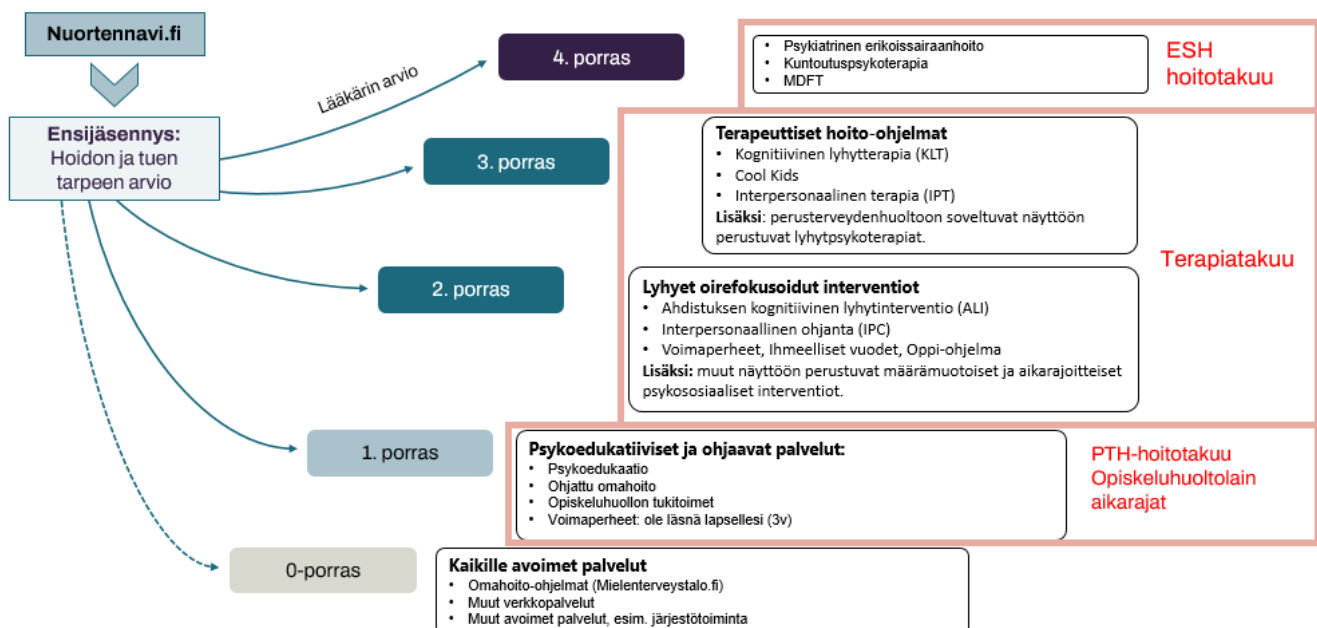 Nuortennavi.fi
Ensijäsennys:
Hoidon ja tuen
tarpeen arvio
Lääkärin arvio
4. porras
• Psykiatrinen erikoissairaanhoito
• Kuntoutuspsykoterapia
• MDFT
ESH
hoitotakuu
3. porras
Terapeuttiset hoito-ohjelmat
• Kognitiivinen lyhytterapia (KLT)
• Cool Kids
• Interpersonaalinen terapia (IPT)
Lisäksi: perusterveydenhuoltoon soveltuvat näyttöön
perustuvat lyhytpsykoterapiat.
Terapiatakuu
2. porras
Lyhyet oirefokusoidut interventiot
• Ahdistuksen kognitiivinen lyhytinterventio (ALI)
• Interpersonaallinen ohjanta (IPC)
• Voimaperheet, Ihmeelliset vuodet, Oppi-ohjelma
Lisäksi: muut näyttöön perustuvat määrämuotoiset ja aikarajoitteiset
psykososiaaliset interventiot.
1. porras
Psykoedukatiiviset ja ohjaavat palvelut:
• Psykoedukaatio
• Ohjattu omahoito
• Opiskeluhuollon tukitoimet
• Voimaperheet: ole läsnä lapsellesi (3v)
PTH-hoitotakuu
Opiskeluhuoltolain
aikarajat
0-porras
Kaikille avoimet palvelut
• Omahoito-ohjelmat (Mielenterveystalo.fi)
• Muut verkkopalvelut
• Muut avoimet palvelut, esim. järjestötoiminta